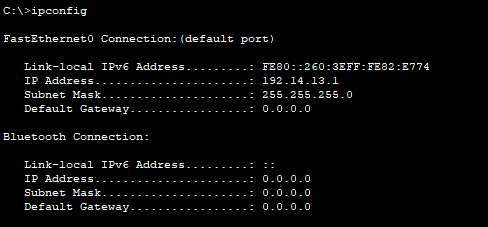 C:\>ipconfig
FastEthernet0 Connection:(default port)
Link-local IPv6 Address.........: FE80::260:3EFF:FE82:E774
IP Address......................: 192.14.13.1
Subnet Mask.....................: 255.255.255.0
Default Gateway.................: 0.0.0.0
Bluetooth Connection:
Link-local IPv6 Address.........: ::
IP Address......................: 0.0.0.0
Subnet Mask.....................: 0.0.0.0
Default Gateway.................: 0.0.0.0